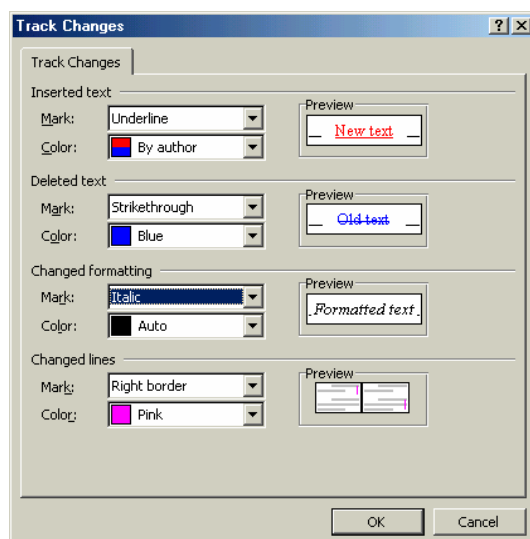 Track Changes
Track Changes
Inserted text
Mark: Underline
Color: By author
Preview
New text
Deleted text
Mark: Strikethrough
Color: Blue
Preview
Old text
Changed formatting
Mark: Italic
Color: Auto
Preview
Formatted text
Changed lines
Mark: Right border
Color: Pink
Preview
OK Cancel